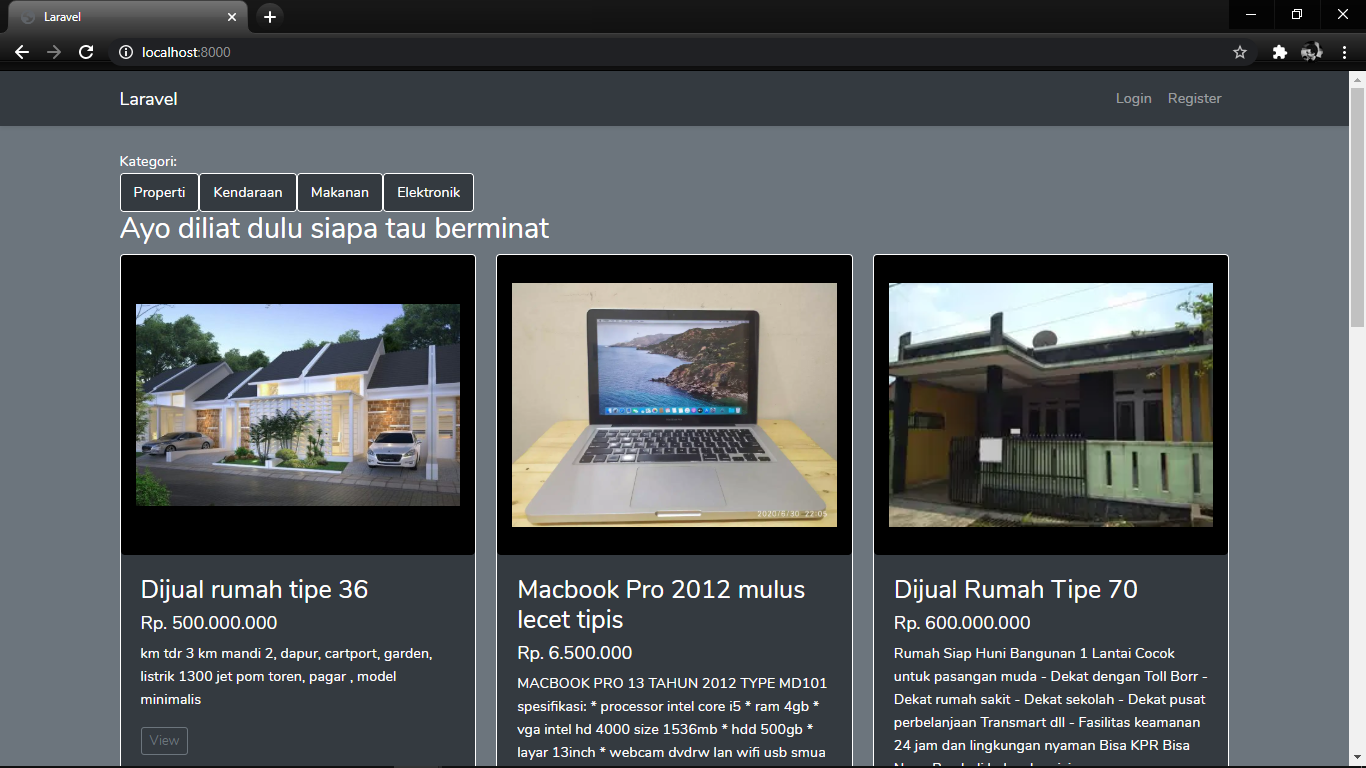 Laravel
localhost:8000
Laravel
Login Register
Kategori:
Properti Kendaraan Makanan Elektronik
Ayo diliat dulu siapa tau berminat
2020/6/30 22:09
Dijual rumah tipe 36
Rp. 500.000.000
km tdr 3 km mandi 2, dapur, cartport, garden,
listrik 1300 jet pom toren, pagar , model
minimalis
View
Macbook Pro 2012 mulus
lecet tipis
Rp. 6.500.000
MACBOOK PRO 13 TAHUN 2012 TYPE MD101
spesifikasi: * processor intel core i5 * ram 4gb *
vga intel hd 4000 size 1536mb * hdd 500gb *
layar 13inch * webcam dvdrw lan wifi usb smua
Dijual Rumah Tipe 70
Rp. 600.000.000
Rumah Siap Huni Bangunan 1 Lantai Cocok
untuk pasangan muda - Dekat dengan Toll Borr -
Dekat rumah sakit - Dekat sekolah - Dekat pusat
perbelanjaan Transmart dll - Fasilitas keamanan
24 jam dan lingkungan nyaman Bisa KPR Bisa